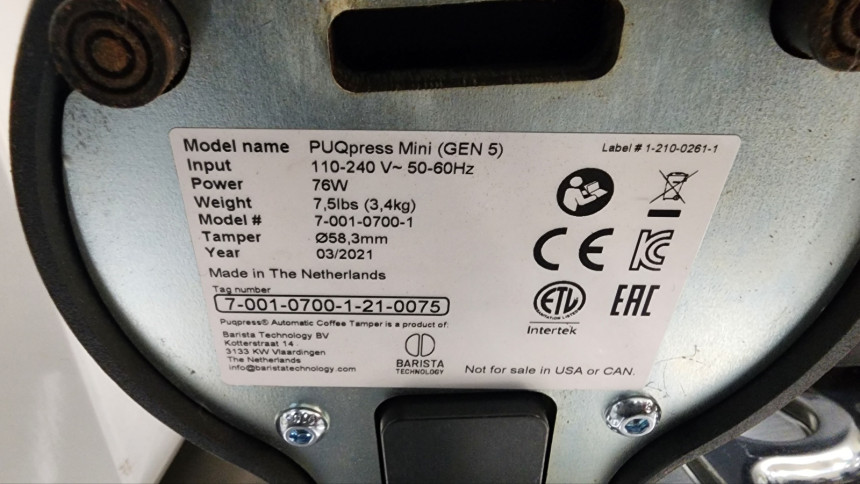 Model name PUQpress Mini (GEN 5)
Label # 1-210-0261-1
Input 110-240 V~ 50-60Hz
Power 76W
Weight 7,5lbs (3,4kg)
Model # 7-001-0700-1
Tamper Ø58,3mm
Year 03/2021
Made in The Netherlands
Tag number
7-001-0700-1-21-0075
Puqpress® Automatic Coffee Tamper is a product of:
Barista Technology BV
Kotterstraat 14
3133 KW Vlaardingen
The Netherlands
info@baristatechnology.com
BARISTA
TECHNOLOGY
CE
KC
ETL
Intertek
EAC
Not for sale in USA or CAN.